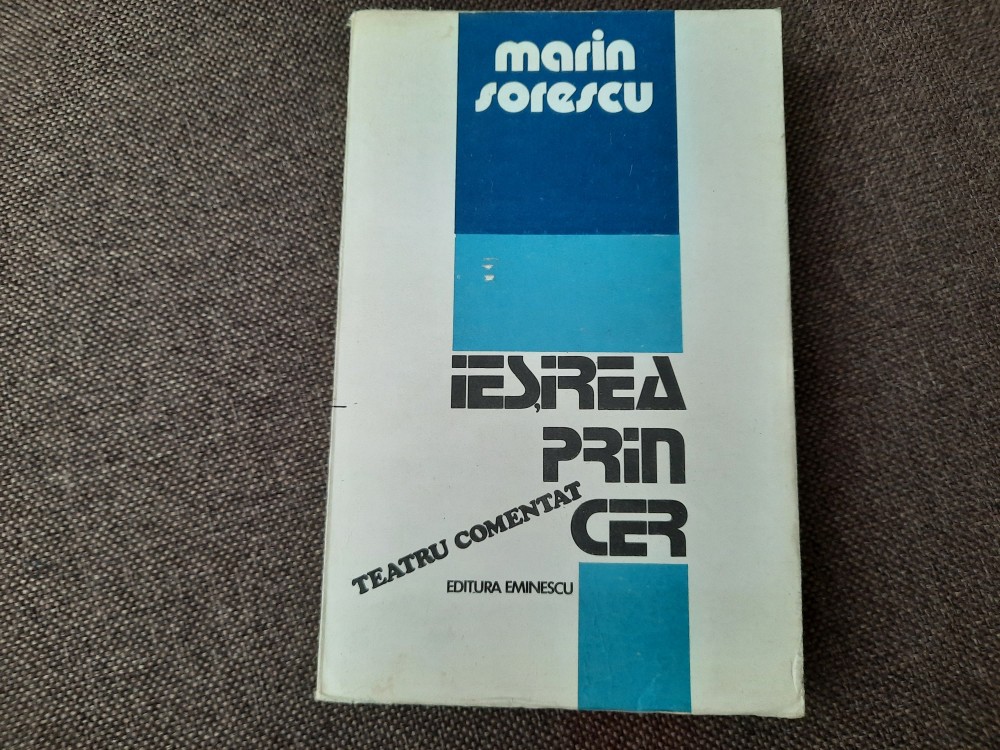 marin
sorescu
IEȘIREA
PRIN
CER
TEATRU COMENTAT
EDITURA EMINESCU